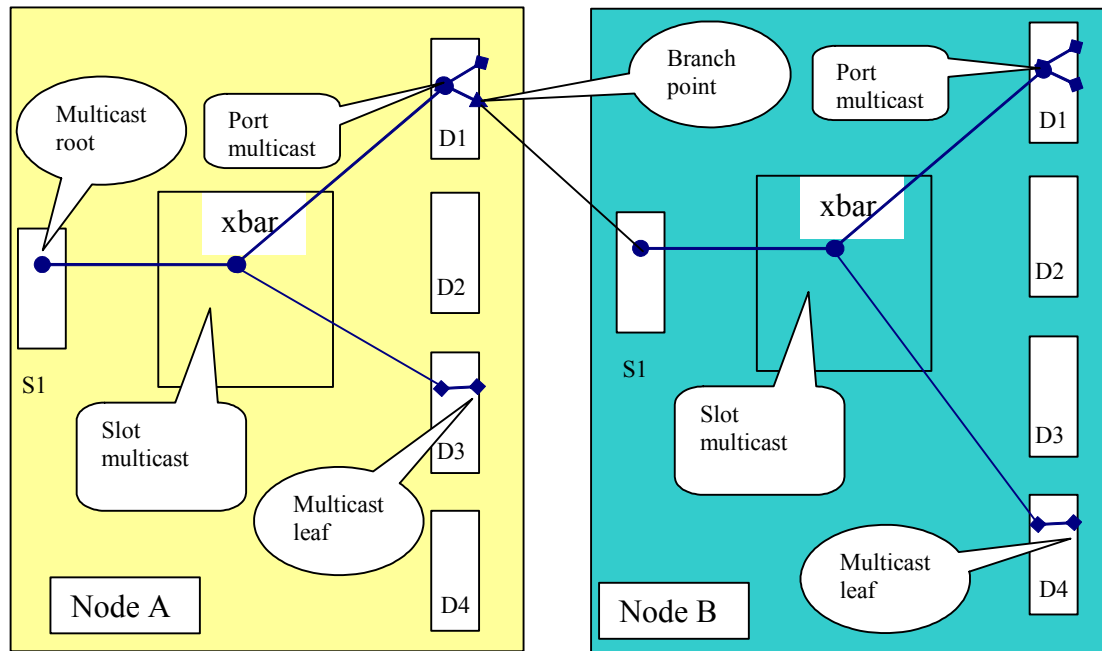 Multicast
root
Port
multicast
D1
Branch
point
xbar
D2
S1
Slot
multicast
D3
Multicast
leaf
D4
Node A
Port
multicast
D1
xbar
D2
S1
Slot
multicast
D3
Multicast
leaf
D4
Node B